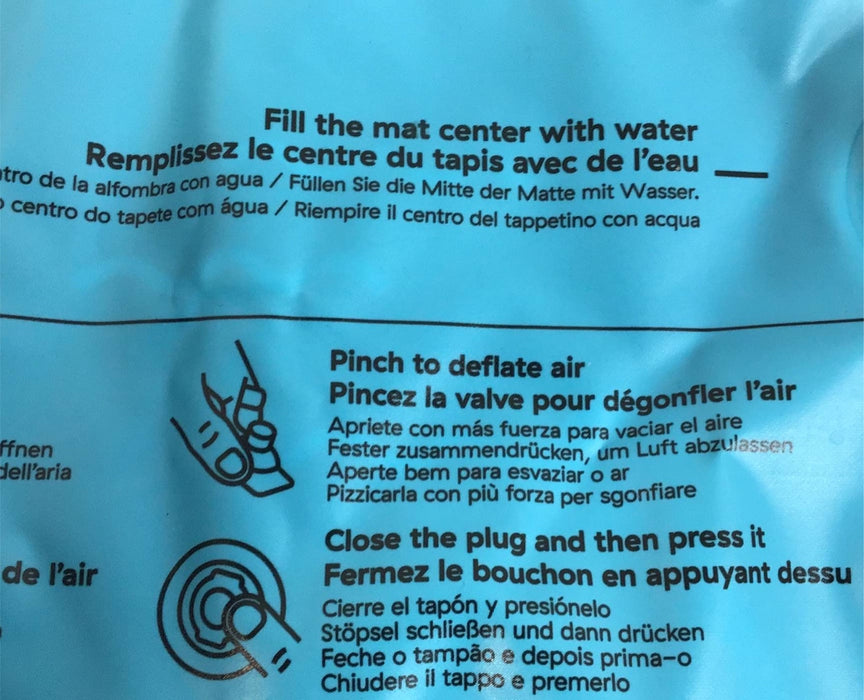 Fill the mat center with water
Remplissez le centre du tapis avec de l'eau
de la alfombra con agua / Füllen Sie die Mitte der Matte mit Wasser.
centro do tapete com água / Riempire il centro del tappetino con acqua
Pinch to deflate air
Pincez la valve pour dégonfler l'air
Apriete con más fuerza para vaciar el aire
Fester zusammendrücken, um Luft abzulassen
Aperte bem para esvaziar o ar
Pizzicarla con più forza per sgonfiare
dell'aria
Close the plug and then press it
Fermez le bouchon en appuyant dessu
Cierre el tapón y presiónelo
Stöpsel schließen und dann drücken
Feche o tampão e depois prima-o
Chiudere il tappo e premerlo
de l'air